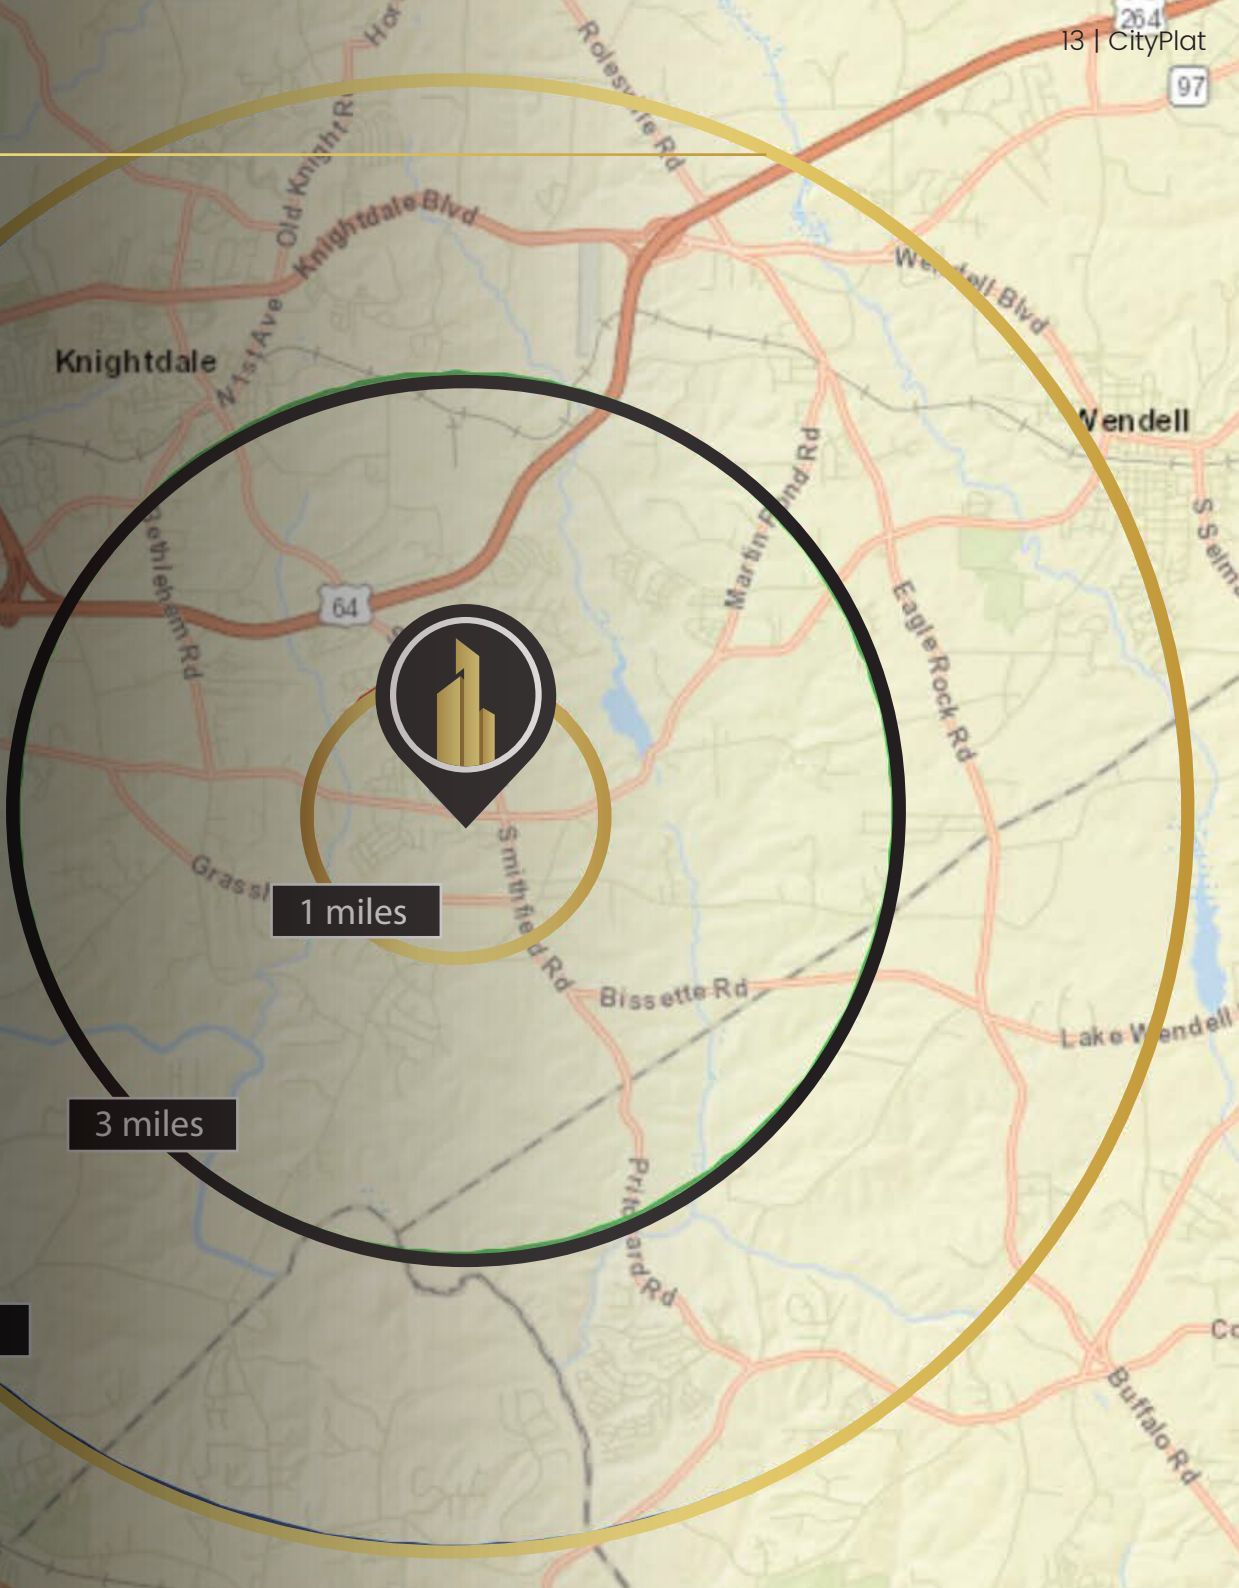 264
13 | CityPlat
97
Old Knight Rd
Rolesville Rd
Knightdale Blvd
Wendell Blvd
Knightdale
N 1st Ave
Wendell
Martin Pond Rd
Bethlehem Rd
64
Eagle Rock Rd
Smithfield Rd
1 miles
Bissette Rd
Lake Wendell
3 miles
Pritchard Rd
Buffalo Rd